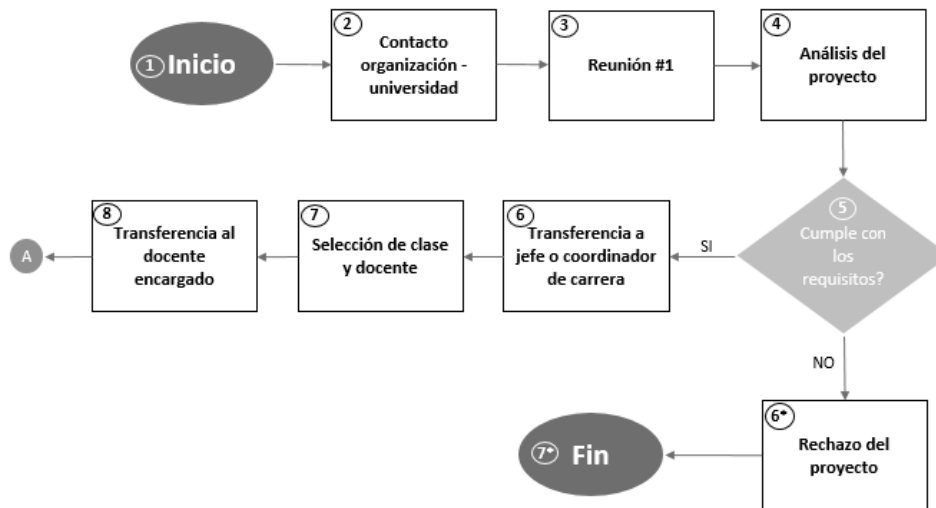 1 Inicio
2
Contacto
organización -
universidad
3
Reunión #1
4
Análisis del
proyecto
5
Cumple con
los
requisitos?
SI
6
Transferencia a
jefe o coordinador
de carrera
7
Selección de clase
y docente
8
Transferencia al
docente
encargado
A
NO
6*
Rechazo del
proyecto
7* Fin